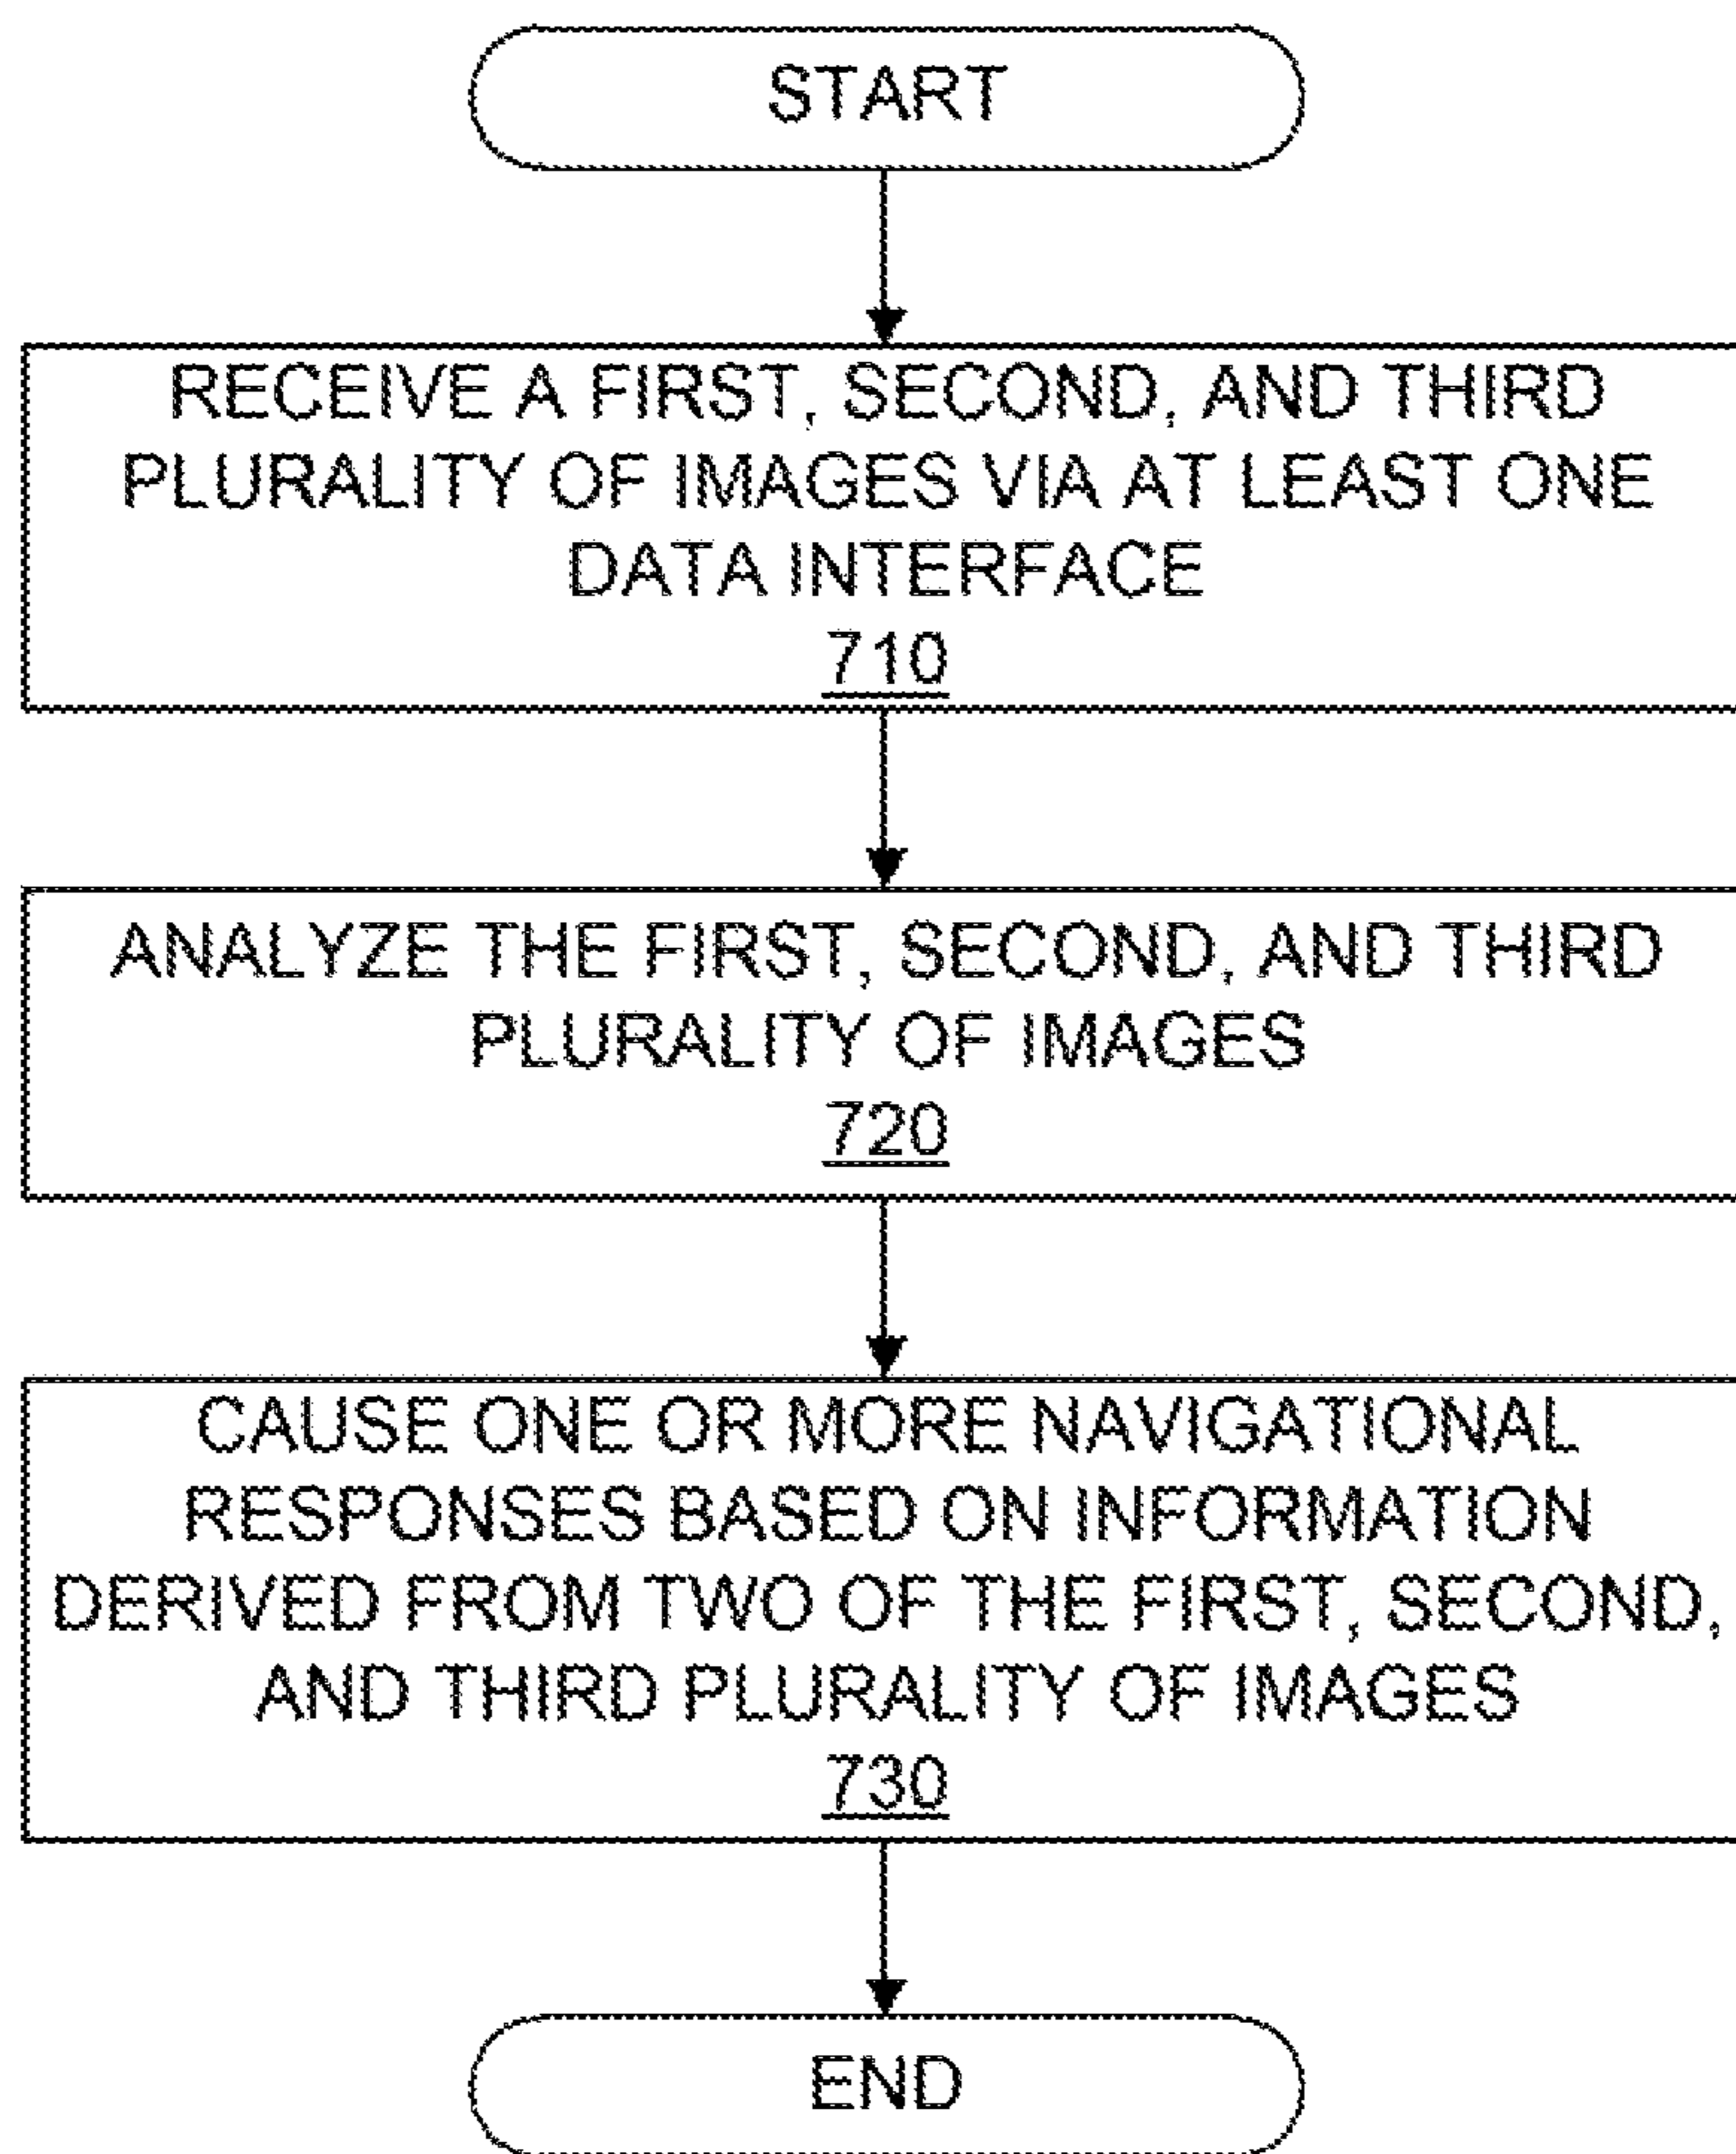 START
RECEIVE A FIRST, SECOND, AND THIRD
PLURALITY OF IMAGES VIA AT LEAST ONE
DATA INTERFACE
710
ANALYZE THE FIRST, SECOND, AND THIRD
PLURALITY OF IMAGES
720
CAUSE ONE OR MORE NAVIGATIONAL
RESPONSES BASED ON INFORMATION
DERIVED FROM TWO OF THE FIRST, SECOND,
AND THIRD PLURALITY OF IMAGES
730
END